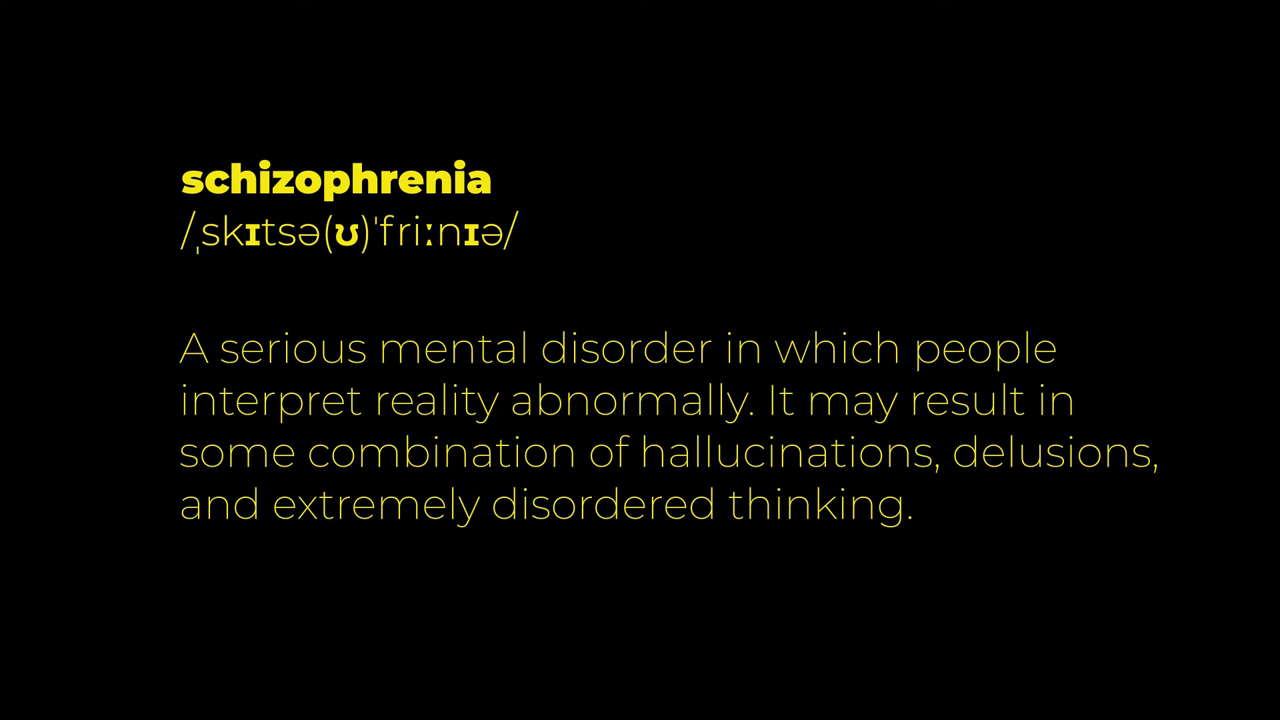 schizophrenia
/ˌskɪtsə(ʊ)ˈfriːnɪə/
A serious mental disorder in which people
interpret reality abnormally. It may result in
some combination of hallucinations, delusions,
and extremely disordered thinking.